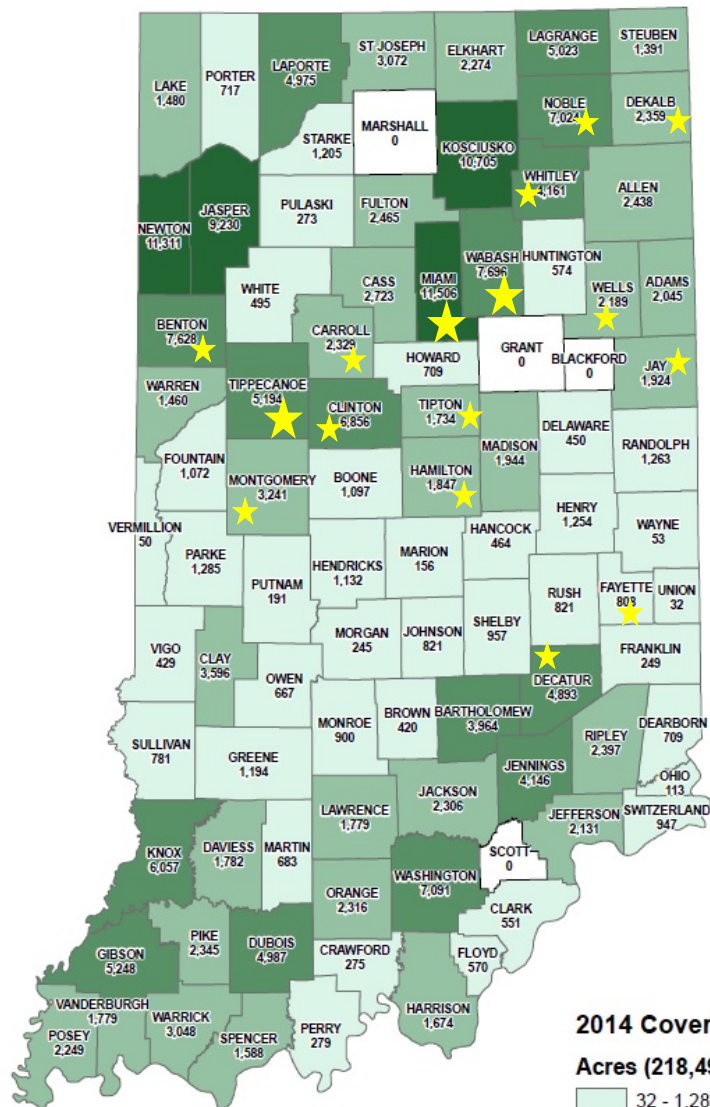 ST JOSEPH
3,072
ELKHART
2,274
LAGRANGE
5,023
STEUBEN
1,391
LAKE
1,480
PORTER
717
LAPORTE
4,975
NOBLE
7,024
DEKALB
2,359
STARKE
1,205
MARSHALL
0
KOSCIUSKO
10,705
WHITLEY
4,161
ALLEN
2,438
NEWTON
11,311
JASPER
9,230
PULASKI
273
FULTON
2,465
MIAMI
11,506
WABASH
7,696
HUNTINGTON
574
WELLS
2,189
ADAMS
2,045
WHITE
495
CASS
2,723
BENTON
7,628
CARROLL
2,329
HOWARD
709
GRANT
0
BLACKFORD
0
JAY
1,924
WARREN
1,460
TIPPECANOE
5,194
CLINTON
6,856
TIPTON
1,734
DELAWARE
450
RANDOLPH
1,263
FOUNTAIN
1,072
MONTGOMERY
3,241
BOONE
1,097
HAMILTON
1,847
MADISON
1,944
HENRY
1,254
WAYNE
53
VERMILLION
50
PARKE
1,285
PUTNAM
191
HENDRICKS
1,132
MARION
156
HANCOCK
464
RUSH
821
FAYETTE
UNION
32
VIGO
429
CLAY
3,596
OWEN
667
MORGAN
245
JOHNSON
821
SHELBY
957
DECATUR
4,893
FRANKLIN
249
SULLIVAN
781
GREENE
1,194
MONROE
900
BROWN
420
BARTHOLOMEW
3,964
JENNINGS
4,146
RIPLEY
2,397
DEARBORN
709
OHIO
113
KNOX
6,057
DAVIESS
1,782
MARTIN
683
LAWRENCE
1,779
JACKSON
2,306
SCOTT
0
JEFFERSON
2,131
SWITZERLAND
947
ORANGE
2,316
WASHINGTON
7,091
CLARK
551
GIBSON
5,248
PIKE
2,345
DUBOIS
4,987
CRAWFORD
275
FLOYD
570
HARRISON
1,674
POSEY
2,249
VANDERBURGH
1,779
WARRICK
3,048
SPENCER
1,588
PERRY
279
2014 Cover
Acres (218,49
32 - 1,28